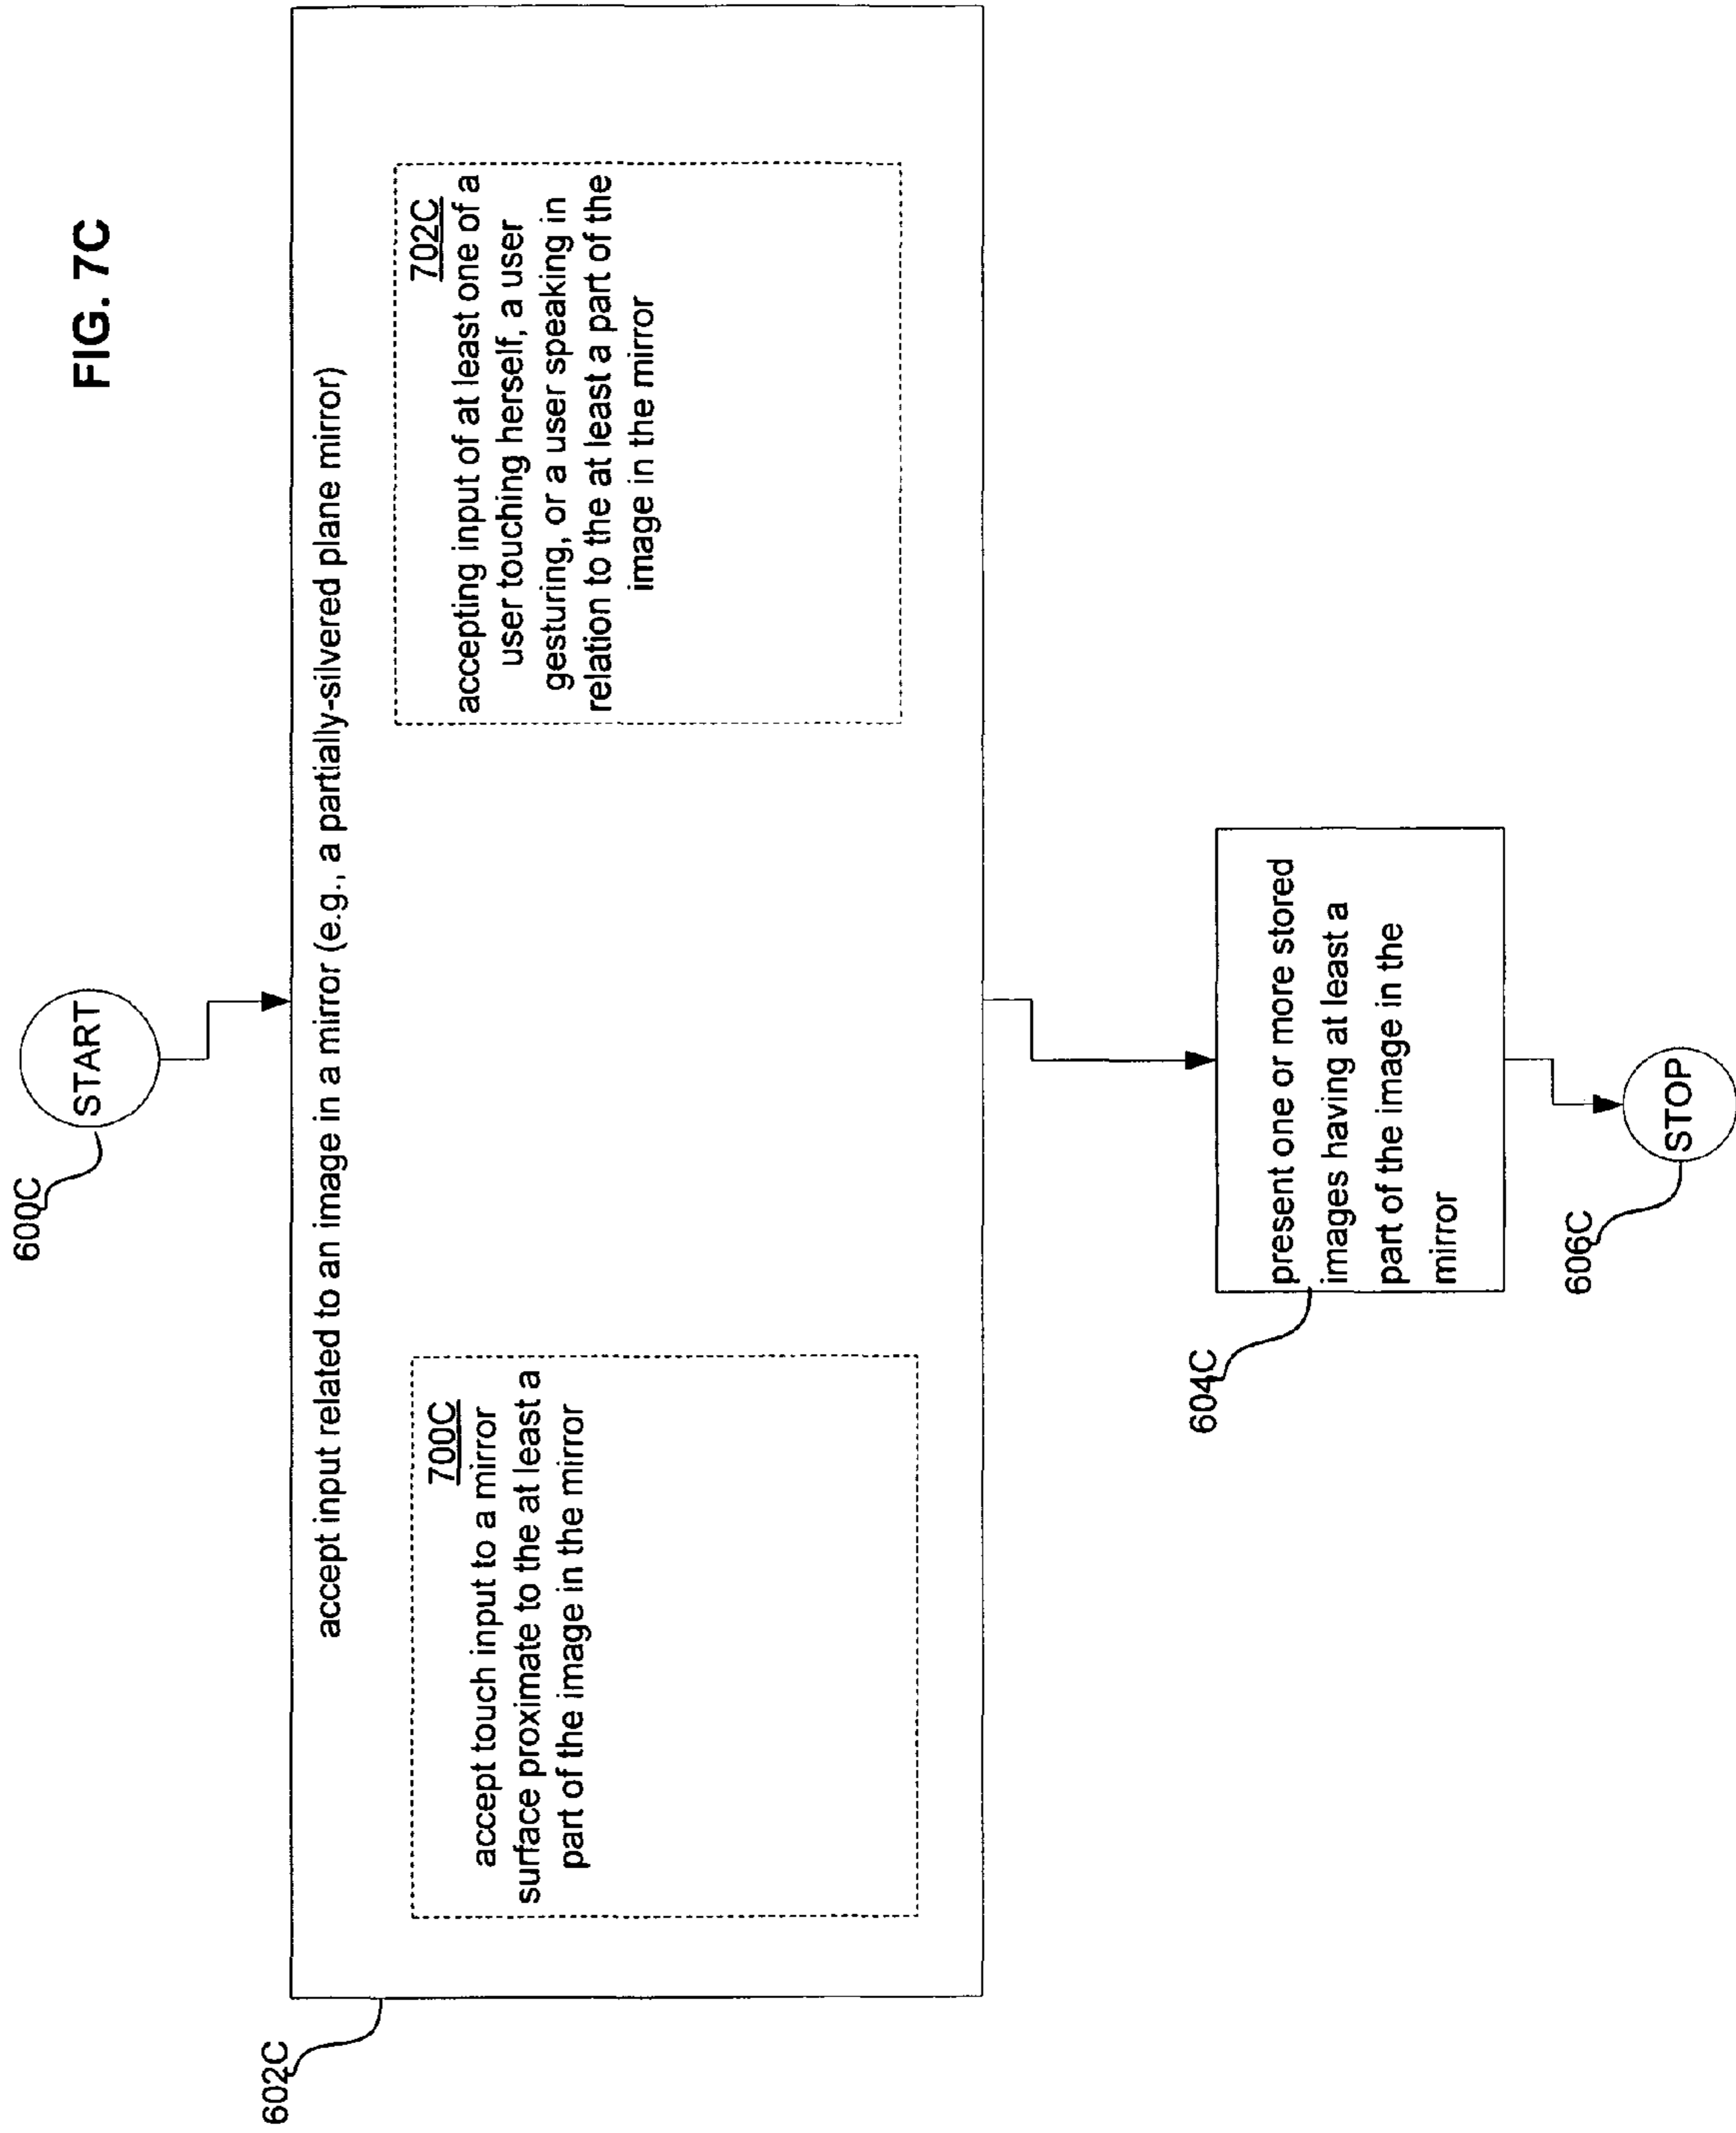 FIG. 7C
600C
START
602C
accept input related to an image in a mirror (e.g., a partially-silvered plane mirror)
700C
accept touch input to a mirror
surface proximate to the at least a
part of the image in the mirror
702C
accepting input of at least one of a
user touching herself, a user
gesturing, or a user speaking in
relation to the at least a part of the
image in the mirror
604C
present one or more stored
images having at least a
part of the image in the
mirror
606C
STOP